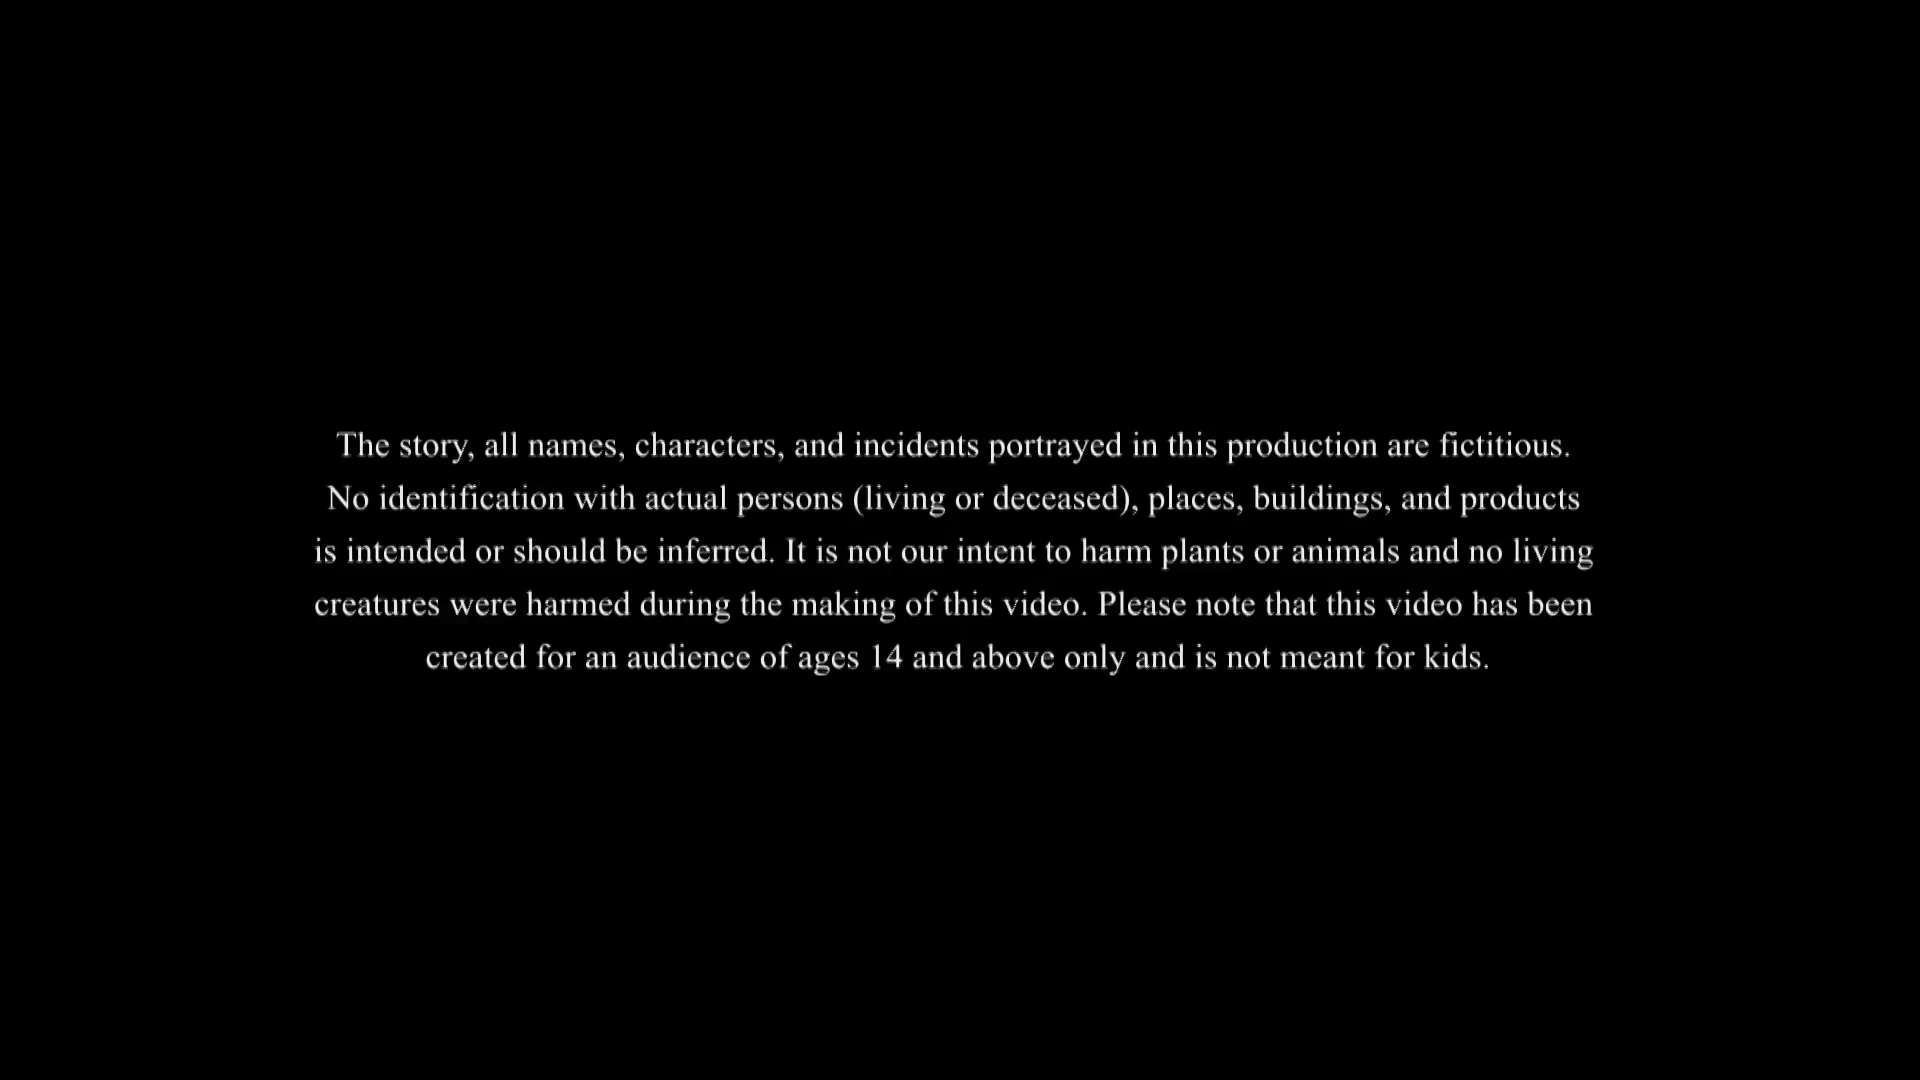 The story, all names, characters, and incidents portrayed in this production are fictitious.
No identification with actual persons (living or deceased), places, buildings, and products
is intended or should be inferred. It is not our intent to harm plants or animals and no living
creatures were harmed during the making of this video. Please note that this video has been
created for an audience of ages 14 and above only and is not meant for kids.